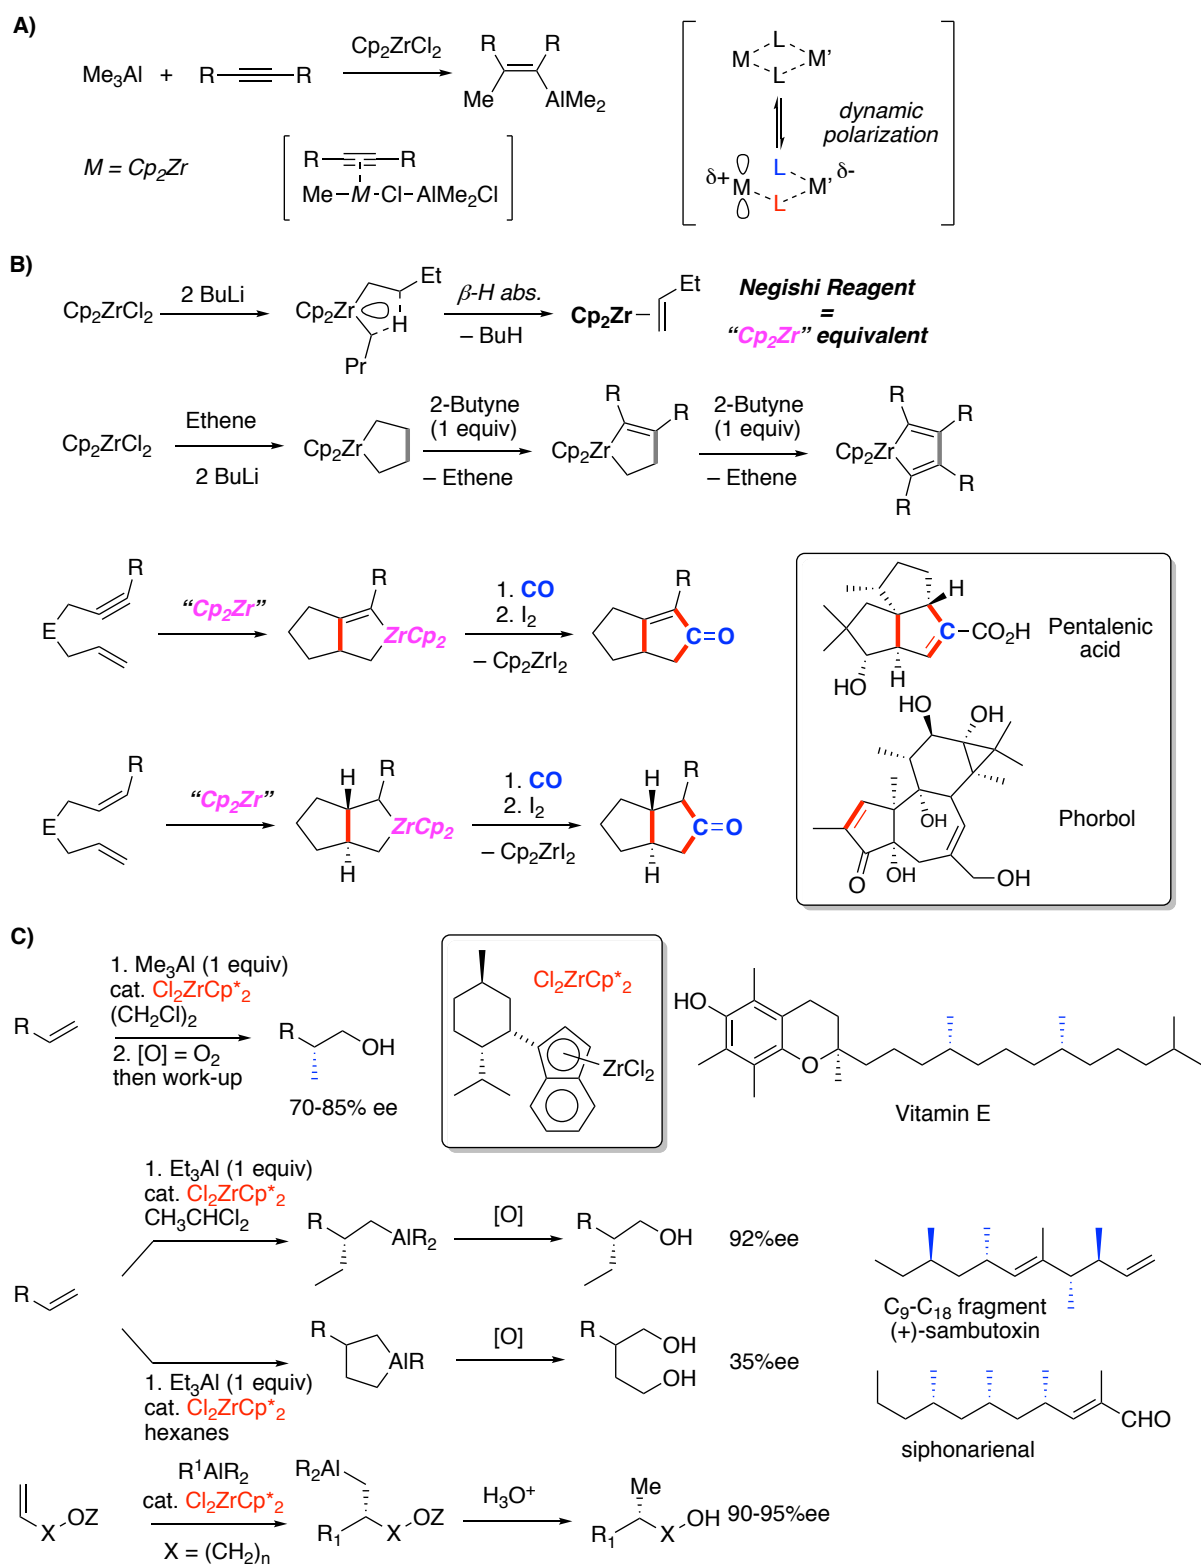 A)
Cp2ZrCl2
Me3Al + R R
R R
Me AlMe2
M L M'
L
dynamic
polarization
δ+ M L M' δ-
L
M = Cp2Zr
R R
Me M Cl AlMe2Cl
B)
Cp2ZrCl2
2 BuLi
Cp2Zr
Et
H
Pr
β-H abs.
– BuH
Cp2Zr
Et
Negishi Reagent
=
“Cp2Zr” equivalent
Cp2ZrCl2
Ethene
2 BuLi
Cp2Zr
2-Butyne
(1 equiv)
– Ethene
R
R
Cp2Zr
2-Butyne
(1 equiv)
– Ethene
R
R
Cp2Zr
R
R
R
E
“Cp2Zr”
R
ZrCp2
1. CO
2. I2
– Cp2ZrI2
R
C=O
R
E
“Cp2Zr”
H
R
ZrCp2
H
1. CO
2. I2
– Cp2ZrI2
H
R
C=O
H
H
C CO2H
HO
H
Pentalenic
acid
HO
OH
OH
O
OH
OH
Phorbol
C)
R
1. Me3Al (1 equiv)
cat. Cl2ZrCp*2
(CH2Cl)2
2. [O] = O2
then work-up
R
OH
70-85% ee
Cl2ZrCp*2
ZrCl2
HO
O
Vitamin E
R
1. Et3Al (1 equiv)
cat. Cl2ZrCp*2
CH3CHCl2
R
AlR2
[O]
R
OH
92%ee
1. Et3Al (1 equiv)
cat. Cl2ZrCp*2
hexanes
R
AlR
[O]
R
OH
OH
35%ee
C9-C18 fragment
(+)-sambutoxin
CHO
siphonarienal
X OZ
R1AlR2
cat. Cl2ZrCp*2
X = (CH2)n
R2Al
R1 X OZ
H3O+
Me
R1 X OH
90-95%ee